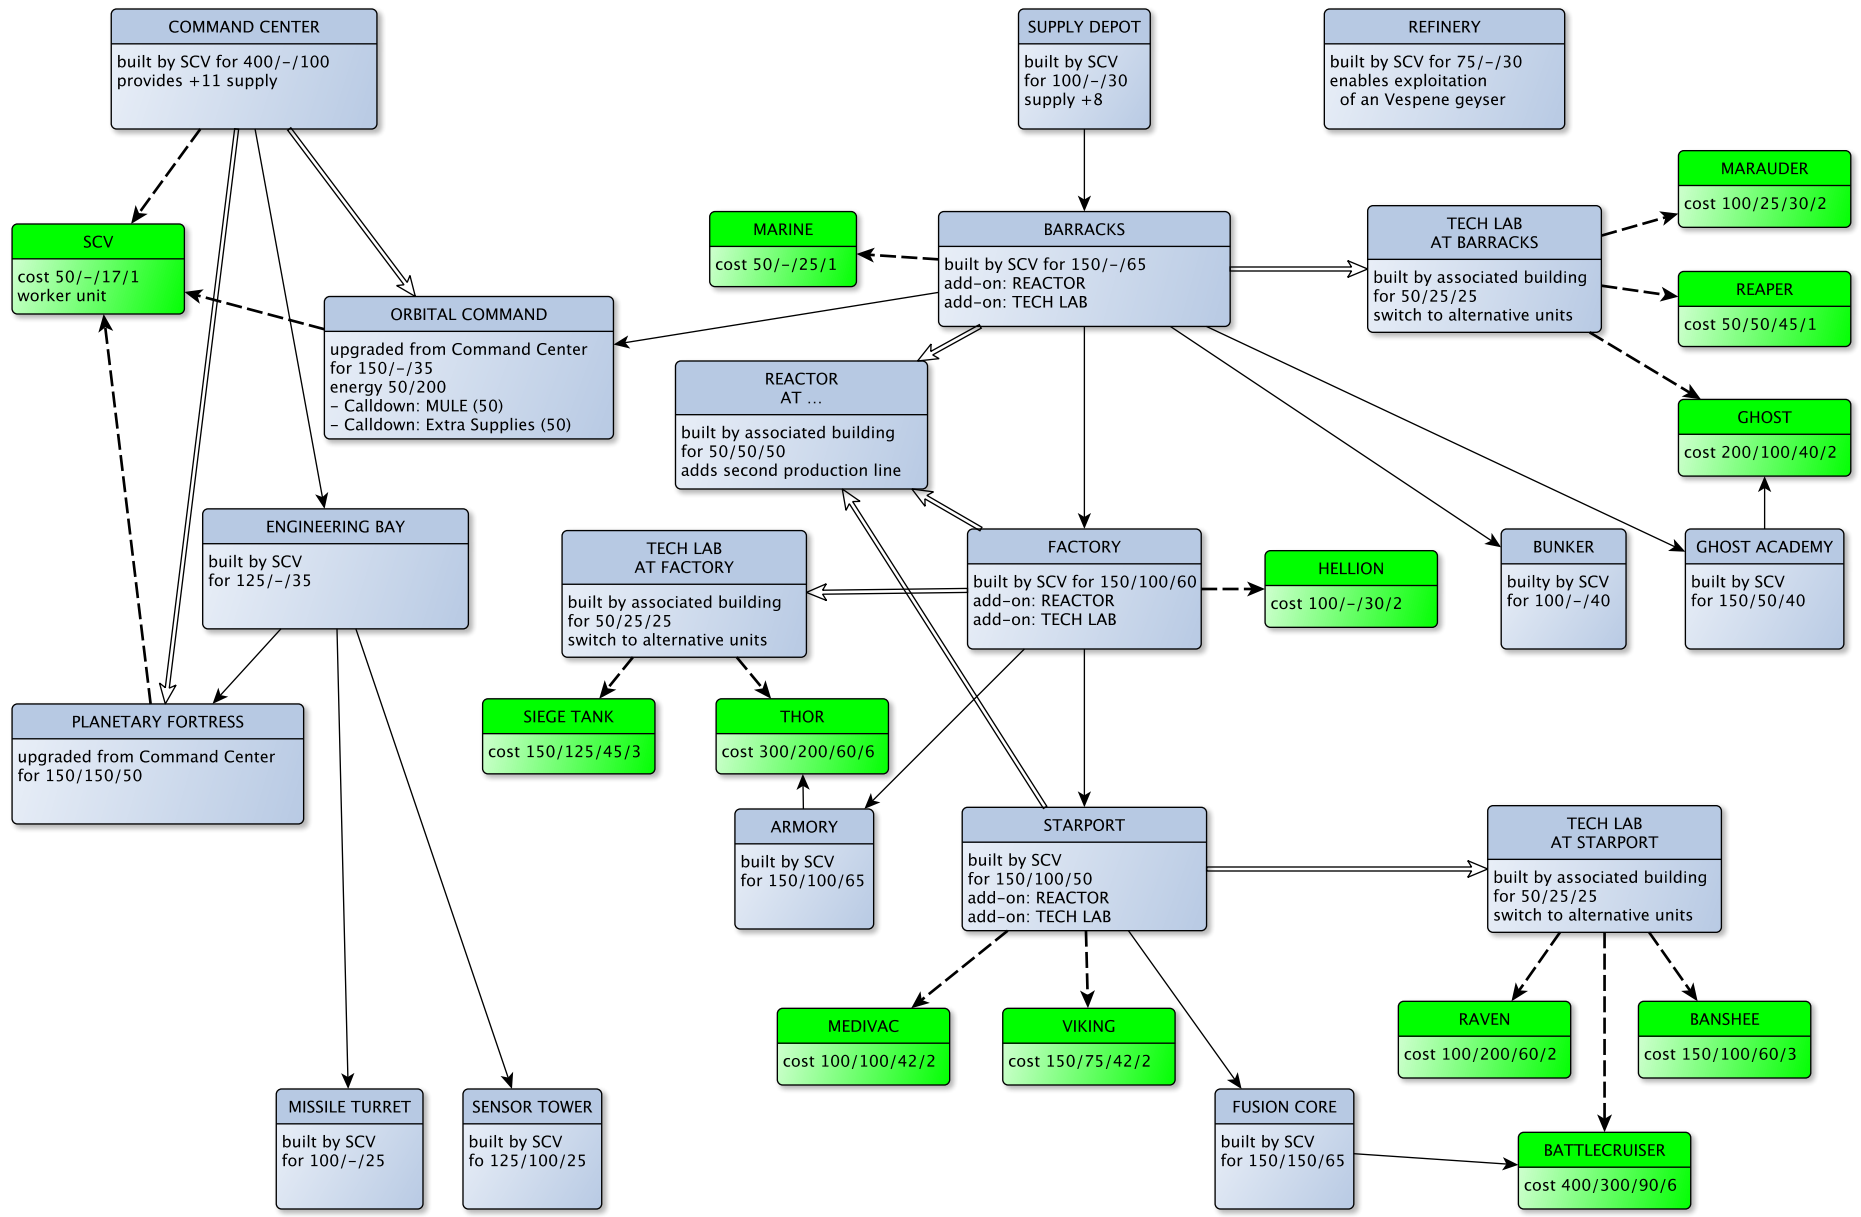 COMMAND CENTER
built by SCV for 400/-/100
provides +11 supply
SUPPLY DEPOT
built by SCV
for 100/-/30
supply +8
REFINERY
built by SCV for 75/-/30
enables exploitation
of an Vespene geyser
MARAUDER
cost 100/25/30/2
SCV
cost 50/-/17/1
worker unit
MARINE
cost 50/-/25/1
BARRACKS
built by SCV for 150/-/65
add-on: REACTOR
add-on: TECH LAB
TECH LAB
AT BARRACKS
built by associated building
for 50/25/25
switch to alternative units
REAPER
cost 50/50/45/1
ORBITAL COMMAND
upgraded from Command Center
for 150/-/35
energy 50/200
- Calldown: MULE (50)
- Calldown: Extra Supplies (50)
REACTOR
AT ...
built by associated building
for 50/50/50
adds second production line
GHOST
cost 200/100/40/2
ENGINEERING BAY
built by SCV
for 125/-/35
TECH LAB
AT FACTORY
built by associated building
for 50/25/25
switch to alternative units
FACTORY
built by SCV for 150/100/60
add-on: REACTOR
add-on: TECH LAB
HELLION
cost 100/-/30/2
BUNKER
builty by SCV
for 100/-/40
GHOST ACADEMY
built by SCV
for 150/50/40
PLANETARY FORTRESS
upgraded from Command Center
for 150/150/50
SIEGE TANK
cost 150/125/45/3
THOR
cost 300/200/60/6
ARMORY
built by SCV
for 150/100/65
STARPORT
built by SCV
for 150/100/50
add-on: REACTOR
add-on: TECH LAB
TECH LAB
AT STARPORT
built by associated building
for 50/25/25
switch to alternative units
MEDIVAC
cost 100/100/42/2
VIKING
cost 150/75/42/2
RAVEN
cost 100/200/60/2
BANSHEE
cost 150/100/60/3
MISSILE TURRET
built by SCV
for 100/-/25
SENSOR TOWER
built by SCV
fo 125/100/25
FUSION CORE
built by SCV
for 150/150/65
BATTLECRUISER
cost 400/300/90/6